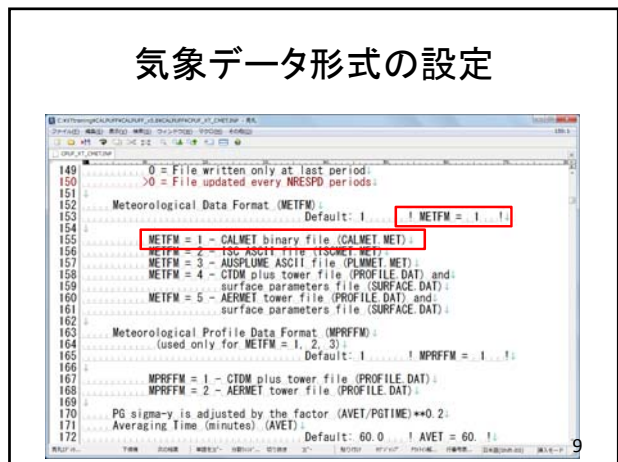 気象データ形式の設定
149 0 = File written only at last period↓
150 >0 = File updated every NRESPD periods↓
151 ↓
152 Meteorological Data Format (METFM)↓
153 Default: 1 ! METFM = 1 !↓
154 ↓
155 METFM = 1 - CALMET binary file (CALMET.MET)↓
156 METFM = 2 - ISC ASCII file (ISCMET.MET)↓
157 METFM = 3 - AUSPLUME ASCII file (PLMMET.MET)↓
158 METFM = 4 - CTDM plus tower file (PROFILE.DAT) and↓
159 surface parameters file (SURFACE.DAT)↓
160 METFM = 5 - AERMET tower file (PROFILE.DAT) and↓
161 surface parameters file (SURFACE.DAT)↓
162 ↓
163 Meteorological Profile Data Format (MPRFFM)↓
164 (used only for METFM = 1, 2, 3)↓
165 Default: 1 ! MPRFFM = 1 !↓
166 ↓
167 MPRFFM = 1 - CTDM plus tower file (PROFILE.DAT)↓
168 MPRFFM = 2 - AERMET tower file (PROFILE.DAT)↓
169 ↓
170 PG sigma-y is adjusted by the factor (AVET/PGTIME)**0.2↓
171 Averaging Time (minutes) (AVET)↓
172 Default: 60.0 ! AVET = 60. !↓
9